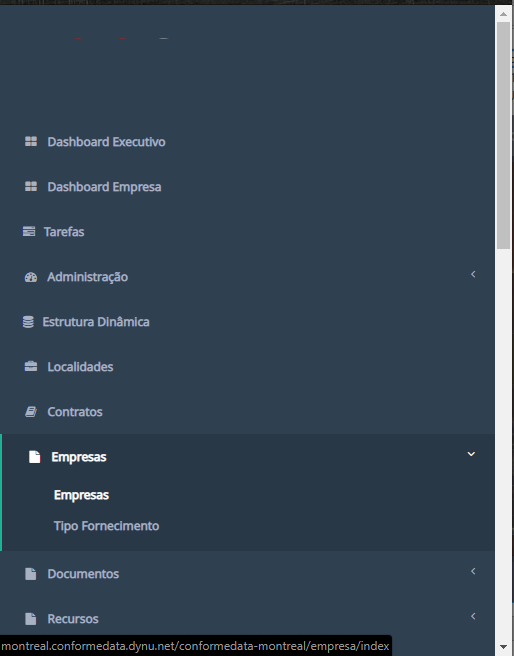 Dashboard Executivo
Dashboard Empresa
Tarefas
Administração
Estrutura Dinâmica
Localidades
Contratos
Empresas
Empresas
Tipo Fornecimento
Documentos
Recursos
montreal.conformedata.dynu.net/conformedata-montreal/empresa/index